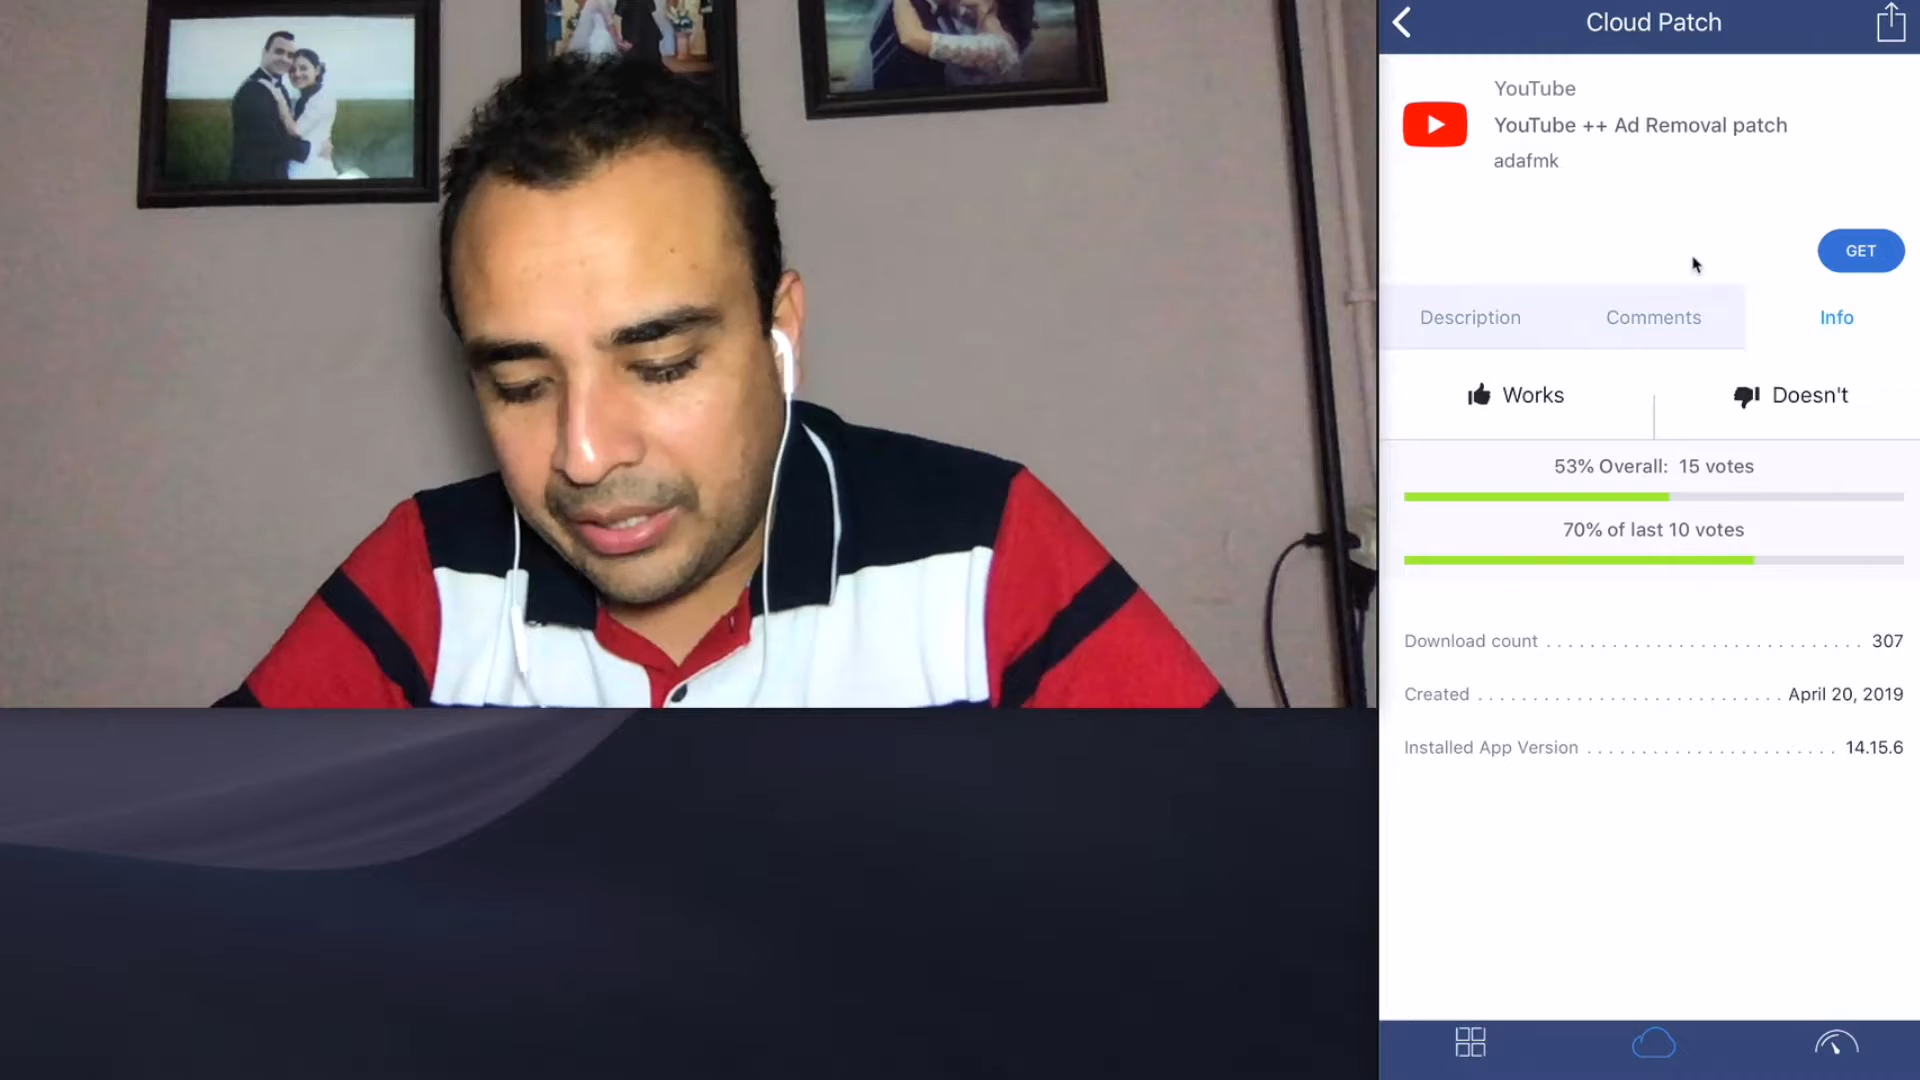 Cloud Patch
YouTube
YouTube ++ Ad Removal patch
adafmk
GET
Description Comments Info
Works Doesn't
53% Overall: 15 votes
70% of last 10 votes
Download count 307
Created April 20, 2019
Installed App Version 14.15.6